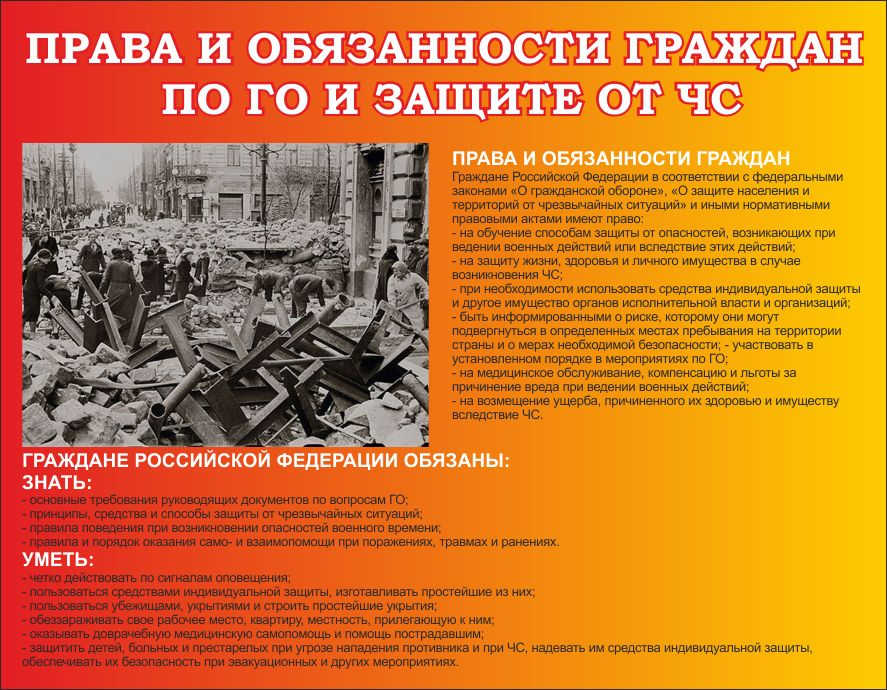 ПРАВА И ОБЯЗАННОСТИ ГРАЖДАН
ПО ГО И ЗАЩИТЕ ОТ ЧС
ПРАВА И ОБЯЗАННОСТИ ГРАЖДАН
Граждане Российской Федерации в соответствии с федеральными
законами «О гражданской обороне», «О защите населения и
территорий от чрезвычайных ситуаций» и иными нормативными
правовыми актами имеют право:
- на обучение способам защиты от опасностей, возникающих при
ведении военных действий или вследствие этих действий;
- на защиту жизни, здоровья и личного имущества в случае
возникновения ЧС;
- при необходимости использовать средства индивидуальной защиты
и другое имущество органов исполнительной власти и организаций;
- быть информированными о риске, которому они могут
подвергнуться в определенных местах пребывания на территории
страны и о мерах необходимой безопасности; - участвовать в
установленном порядке в мероприятиях по ГО;
- на медицинское обслуживание, компенсацию и льготы за
причинение вреда при ведении военных действий;
- на возмещение ущерба, причиненного их здоровью и имуществу
вследствие ЧС.
ГРАЖДАНЕ РОССИЙСКОЙ ФЕДЕРАЦИИ ОБЯЗАНЫ:
ЗНАТЬ:
- основные требования руководящих документов по вопросам ГО;
- принципы, средства и способы защиты от чрезвычайных ситуаций;
- правила поведения при возникновении опасностей военного времени;
- правила и порядок оказания само- и взаимопомощи при поражениях, травмах и ранениях.
УМЕТЬ:
- четко действовать по сигналам оповещения;
- пользоваться средствами индивидуальной защиты, изготавливать простейшие из них;
- пользоваться убежищами, укрытиями и строить простейшие укрытия;
- обеззараживать свое рабочее место, квартиру, местность, прилегающую к ним;
- оказывать доврачебную медицинскую самопомощь и помощь пострадавшим;
- защитить детей, больных и престарелых при угрозе нападения противника и при ЧС, надевать им средства индивидуальной защиты,
обеспечивать их безопасность при эвакуационных и других мероприятиях.